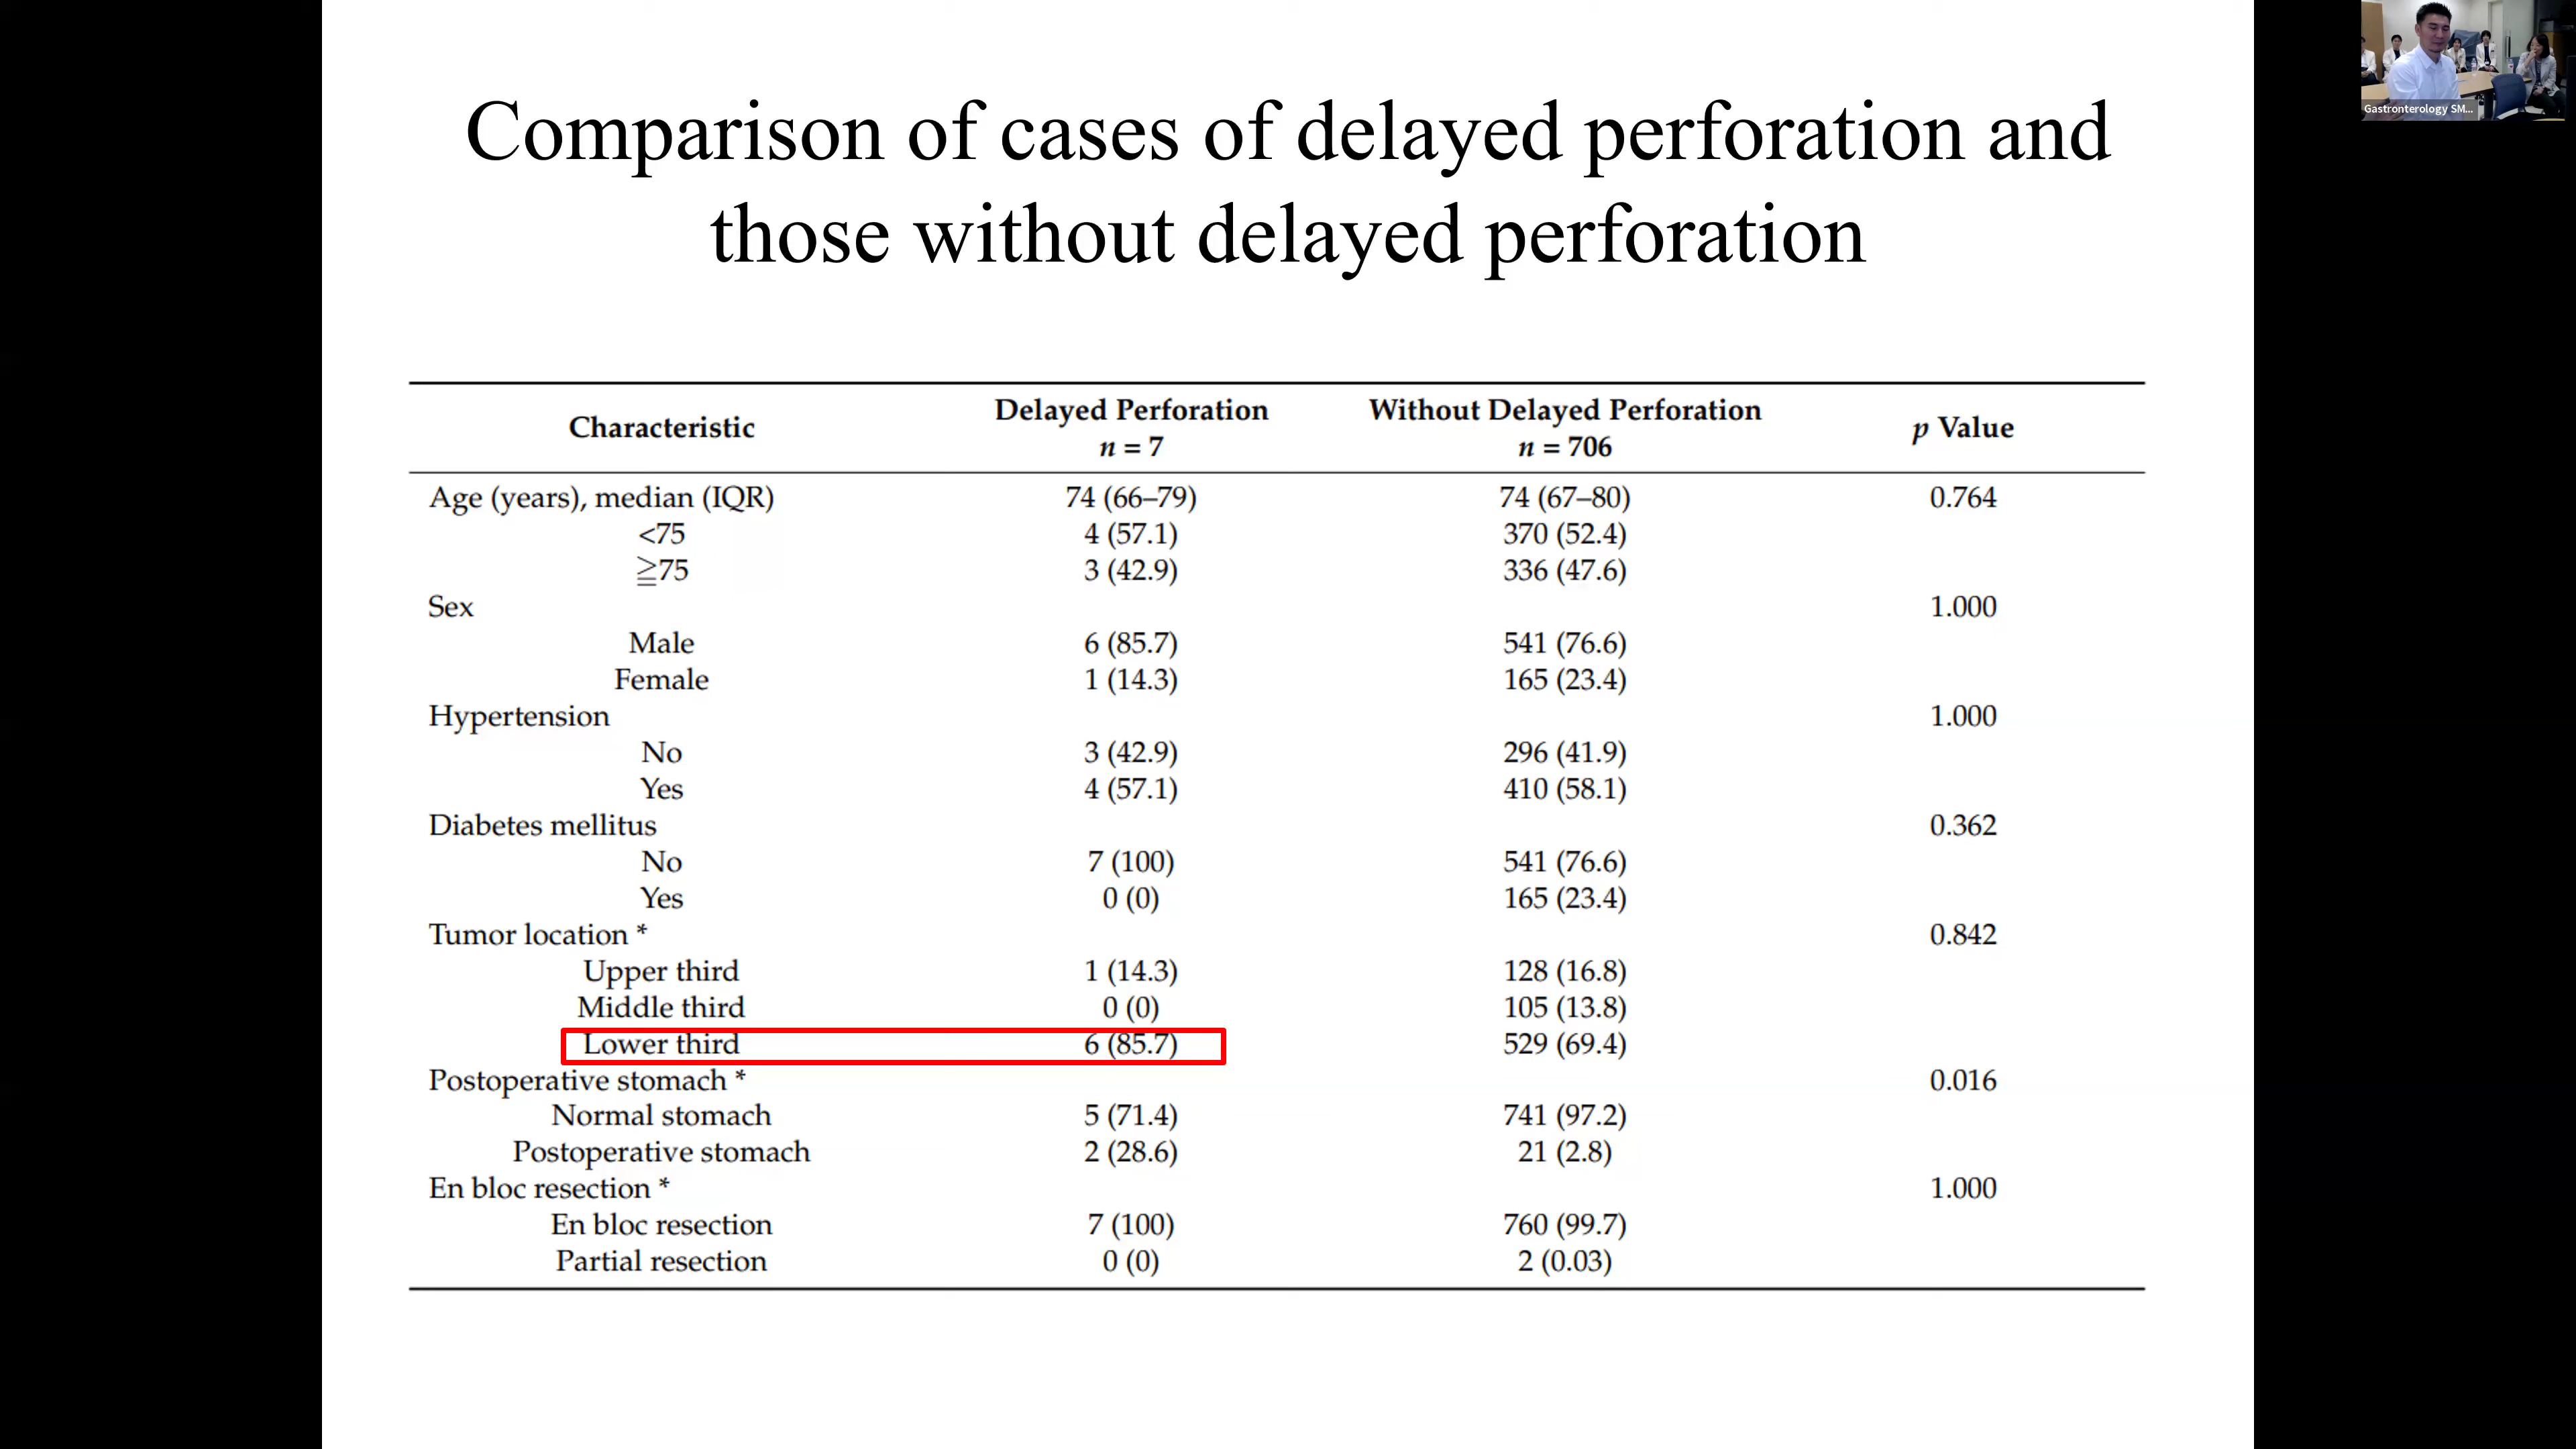 Gastronterology SM...
Comparison of cases of delayed perforation and
those without delayed perforation
Characteristic Delayed Perforation n = 7 Without Delayed Perforation n = 706 p Value
Age (years), median (IQR) 74 (66–79) 74 (67–80) 0.764
<75 4 (57.1) 370 (52.4)
≧75 3 (42.9) 336 (47.6)
Sex 1.000
Male 6 (85.7) 541 (76.6)
Female 1 (14.3) 165 (23.4)
Hypertension 1.000
No 3 (42.9) 296 (41.9)
Yes 4 (57.1) 410 (58.1)
Diabetes mellitus 0.362
No 7 (100) 541 (76.6)
Yes 0 (0) 165 (23.4)
Tumor location * 0.842
Upper third 1 (14.3) 128 (16.8)
Middle third 0 (0) 105 (13.8)
Lower third 6 (85.7) 529 (69.4)
Postoperative stomach * 0.016
Normal stomach 5 (71.4) 741 (97.2)
Postoperative stomach 2 (28.6) 21 (2.8)
En bloc resection * 1.000
En bloc resection 7 (100) 760 (99.7)
Partial resection 0 (0) 2 (0.03)